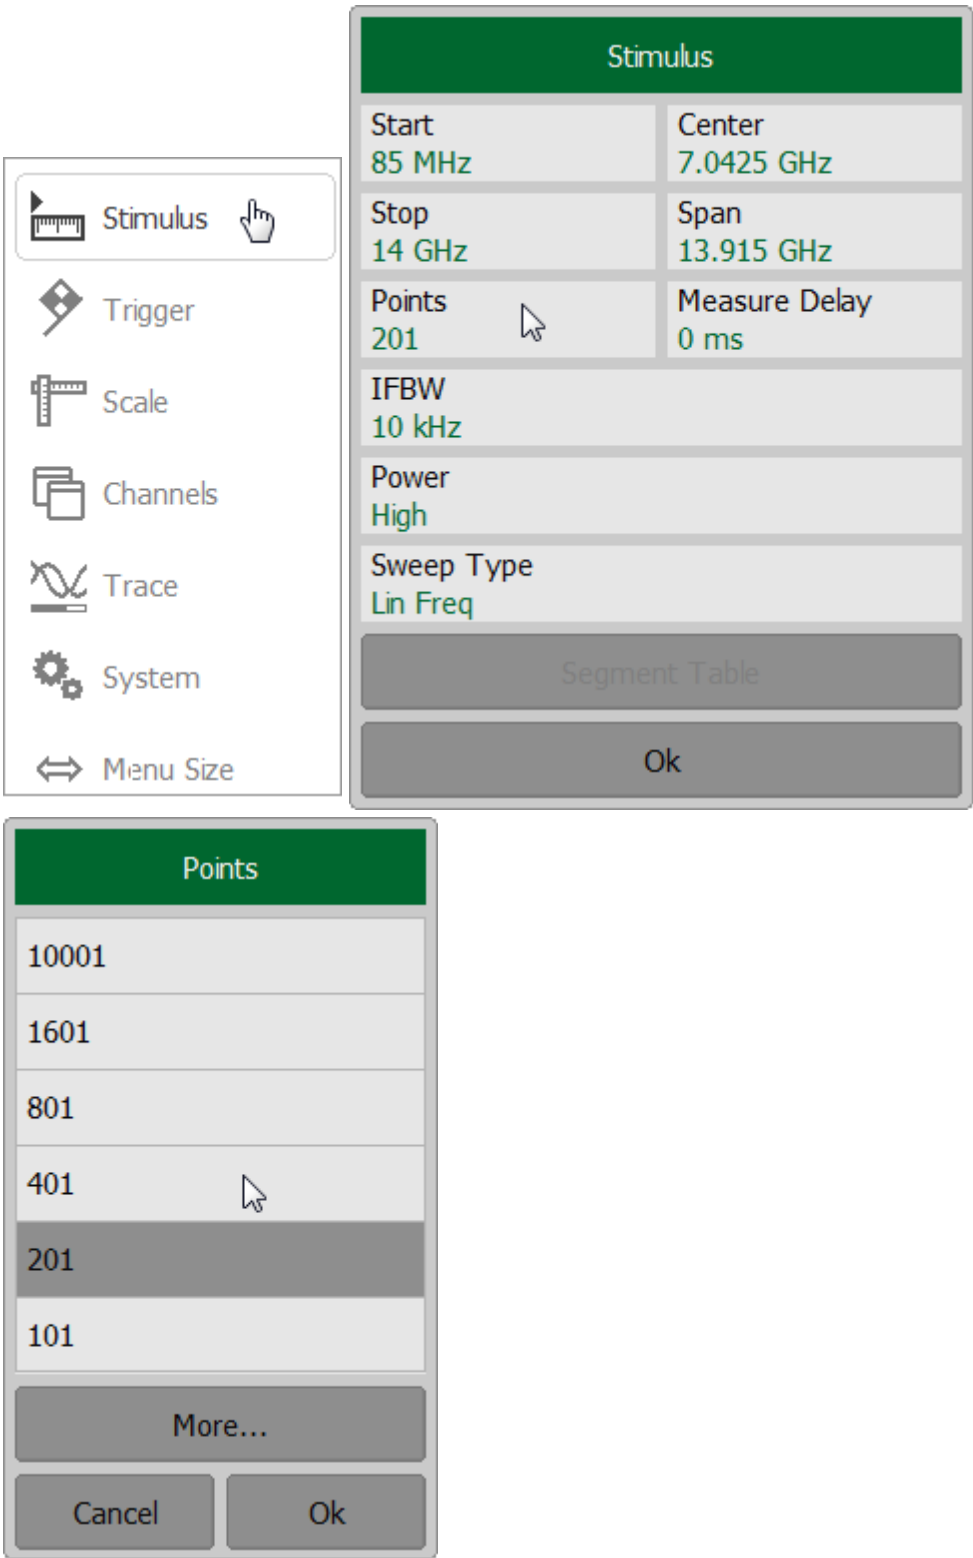 Stimulus
Trigger
Scale
Channels
Trace
System
Menu Size
Stimulus
Start
85 MHz
Center
7.0425 GHz
Stop
14 GHz
Span
13.915 GHz
Points
201
Measure Delay
0 ms
IFBW
10 kHz
Power
High
Sweep Type
Lin Freq
Segment Table
Ok
Points
10001
1601
801
401
201
101
More...
Cancel
Ok